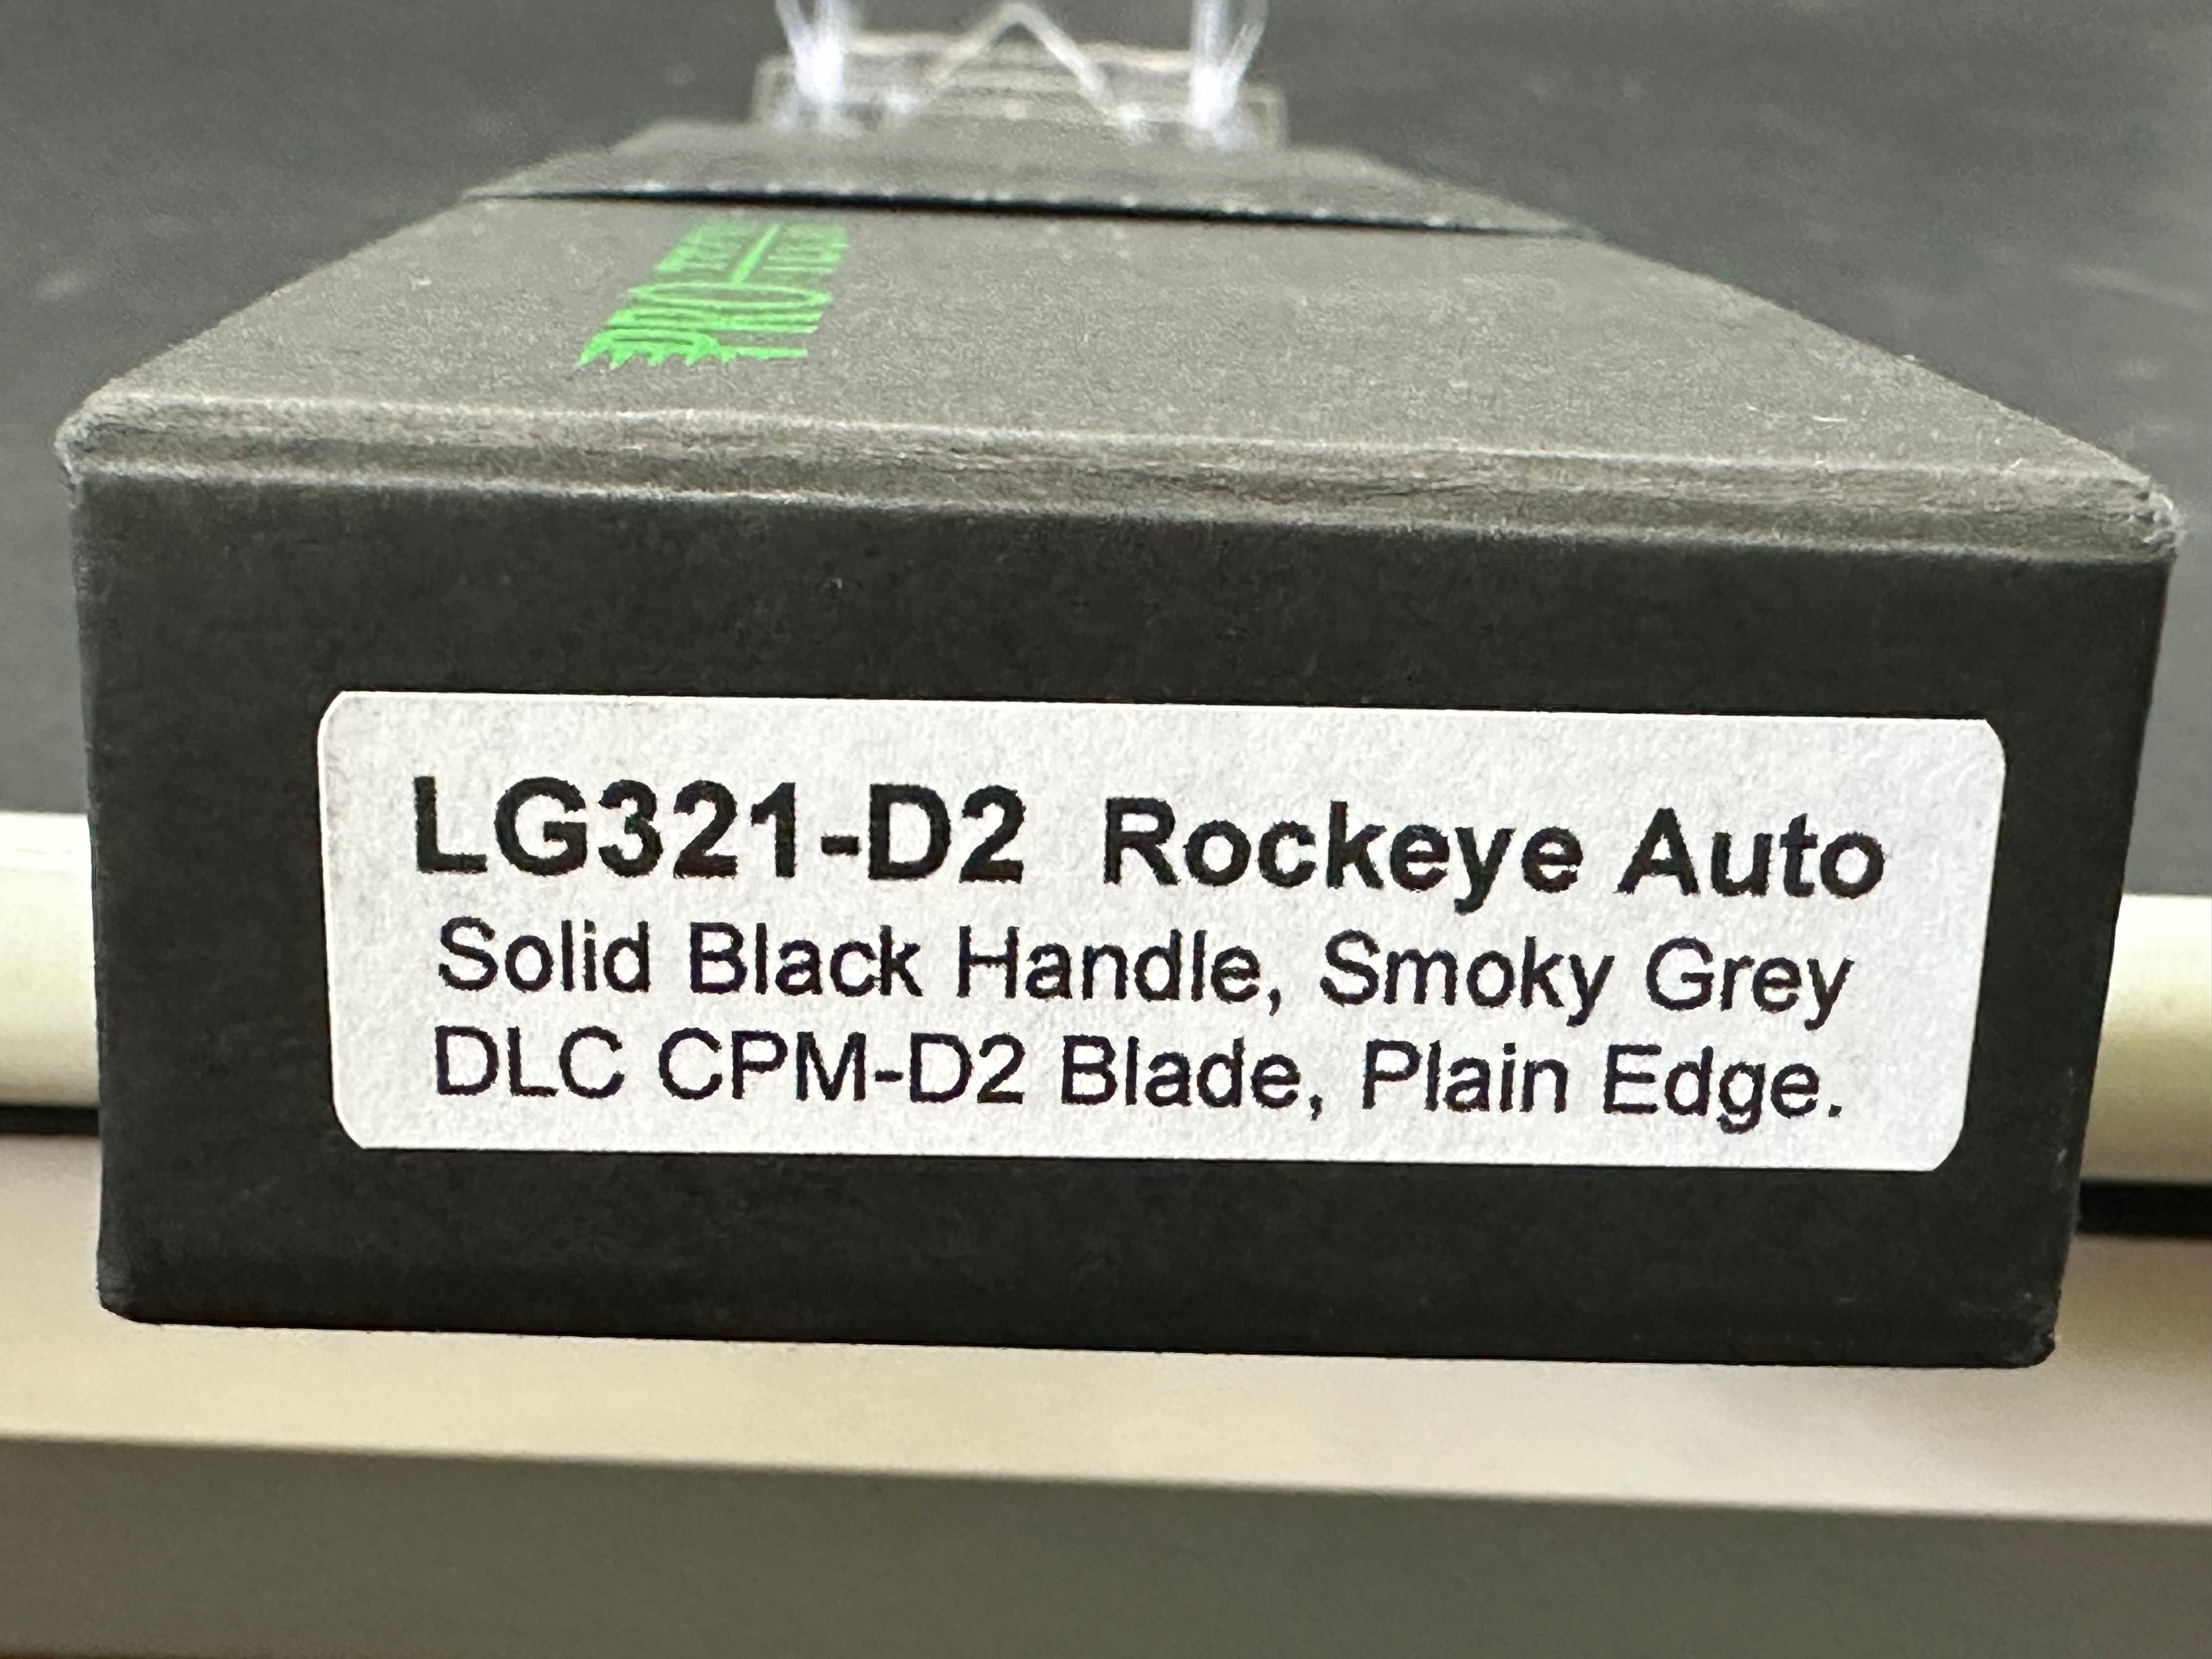 LG321-D2 Rockeye Auto
Solid Black Handle, Smoky Grey
DLC CPM-D2 Blade, Plain Edge.